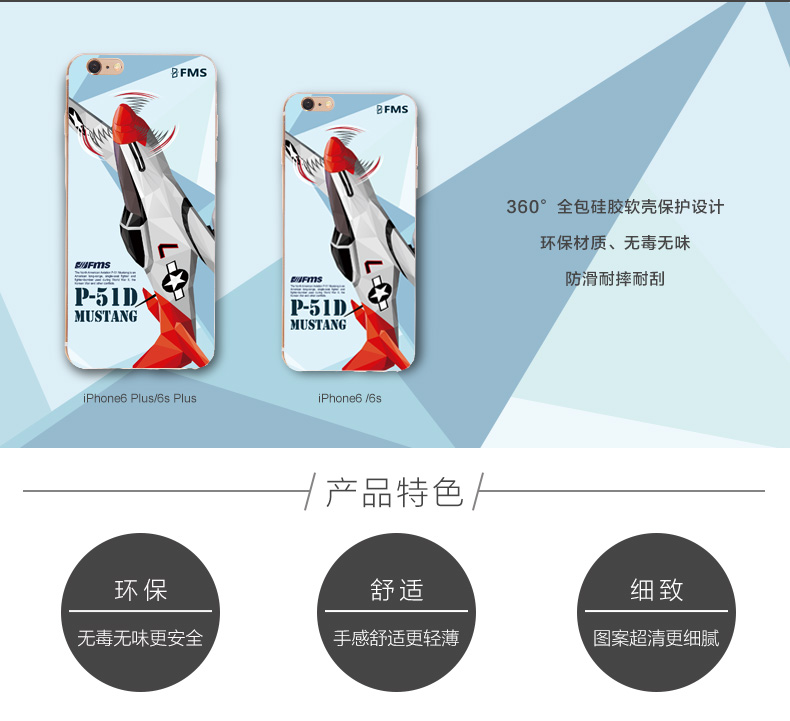 FMS
FMS
P-51D
MUSTANG
FMS
FMS
P-51D
MUSTANG
iPhone6 Plus/6s Plus
iPhone6 /6s
360°全包硅胶软壳保护设计
环保材质、无毒无味
防滑耐摔耐刮
产品特色
环保
无毒无味更安全
舒适
手感舒适更轻薄
细致
图案超清更细腻